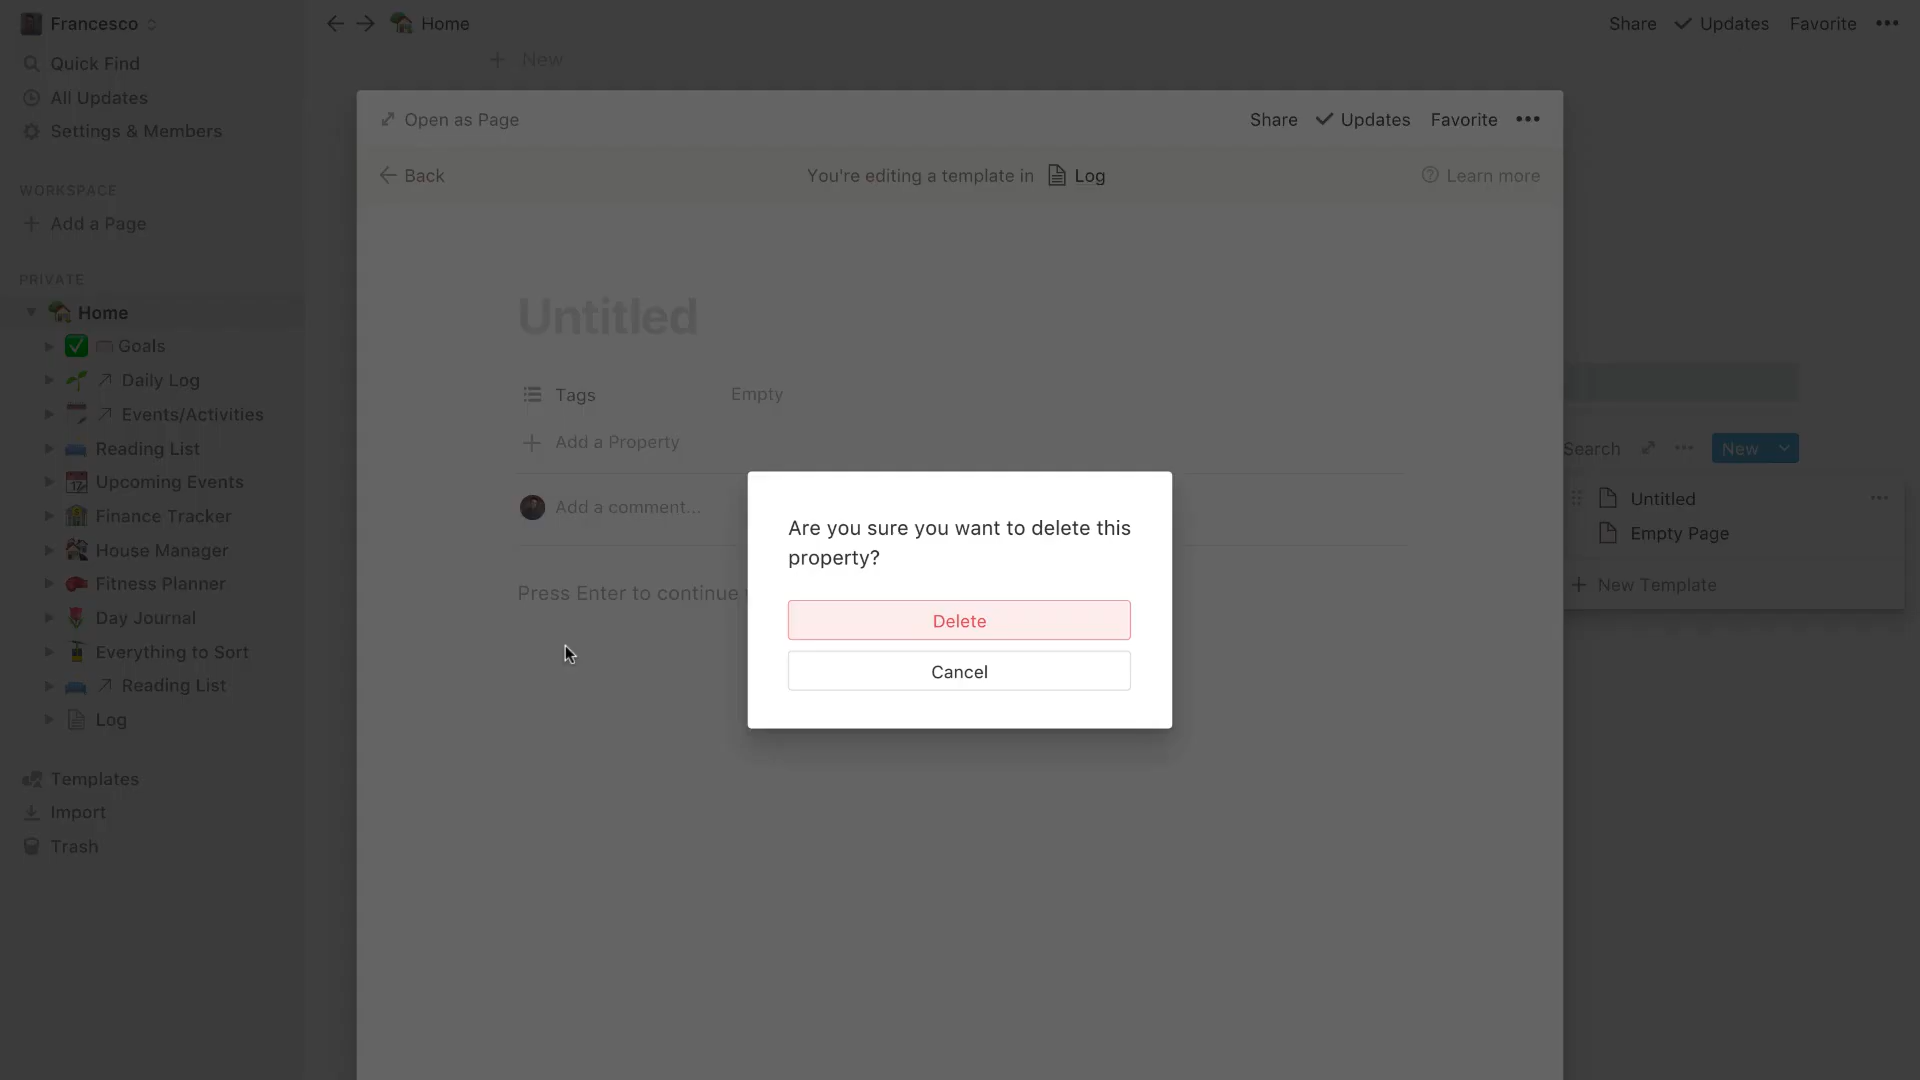 Francesco
Home
Share
Updates
Favorite
Quick Find
New
All Updates
Settings & Members
Open as Page
Share
Updates
Favorite
Back
You're editing a template in
Log
Learn more
WORKSPACE
Add a Page
PRIVATE
Home
Goals
Daily Log
Events/Activities
Reading List
Upcoming Events
Finance Tracker
House Manager
Fitness Planner
Day Journal
Everything to Sort
Reading List
Log
Templates
Import
Trash
Untitled
Tags
Empty
Add a Property
Add a comment...
Press Enter to continue
Are you sure you want to delete this
property?
Delete
Cancel
Search
New
Untitled
Empty Page
New Template